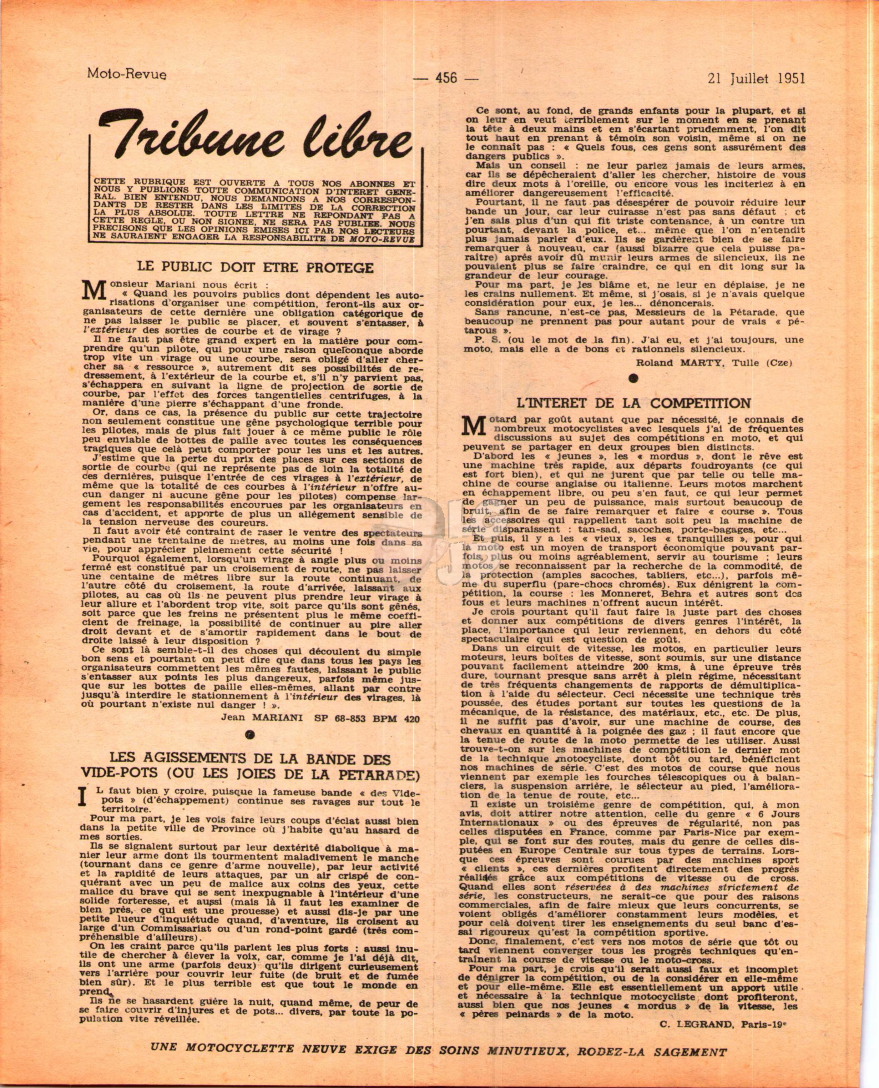 Moto-Revue
— 456 —
21 Juillet 1951
Tribune libre
CETTE RUBRIQUE EST OUVERTE A TOUS NOS ABONNES ET
NOUS Y PUBLIONS TOUTE COMMUNICATION D'INTERET GENE-
RAL. BIEN ENTENDU, NOUS DEMANDONS A NOS CORRESPON-
DANTS DE RESTER DANS LES LIMITES DE LA CORRECTION
LA PLUS ABSOLUE. TOUTE LETTRE NE REPONDANT PAS A
CETTE REGLE, OU NON SIGNEE, NE SERA PAS PUBLIEE. NOUS
PRECISONS QUE LES OPINIONS EMISES ICI PAR NOS LECTEURS
NE SAURAIENT ENGAGER LA RESPONSABILITE DE MOTO-REVUE
LE PUBLIC DOIT ETRE PROTEGE
Monsieur Mariani nous écrit :
« Quand les pouvoirs publics dont dépendent les auto-
risations d'organiser une compétition, feront-ils aux or-
ganisateurs de cette dernière une obligation catégorique de
ne pas laisser le public se placer, et souvent s'entasser, à
l'extérieur des sorties de courbe et de virage ?
Il ne faut pas être grand expert en la matière pour com-
prendre qu'un pilote, qui pour une raison quelconque aborde
trop vite un virage ou une courbe, sera obligé d'aller cher-
cher sa « ressource », autrement dit ses possibilités de re-
dressement, à l'extérieur de la courbe et, s'il n'y parvient pas,
s'échappera en suivant la ligne de projection de sortie de
courbe, par l'effet des forces tangentielles centrifuges, à la
manière d'une pierre s'échappant d'une fronde.
Or, dans ce cas, la présence du public sur cette trajectoire
non seulement constitue une gêne psychologique terrible pour
les pilotes, mais de plus fait jouer à ce même public le rôle
peu enviable de bottes de paille avec toutes les conséquences
tragiques que celà peut comporter pour les uns et les autres.
J'estime que la perte du prix des places sur ces sections de
sortie de courbe (qui ne représente pas de loin la totalité de
ces dernières, puisque l'entrée de ces virages à l'extérieur, de
même que la totalité de ces courbes à l'intérieur n'offre au-
cun danger ni aucune gêne pour les pilotes) compense lar-
gement les responsabilités encourues par les organisateurs en
cas d'accident, et apporte de plus un allégement sensible de
la tension nerveuse des coureurs.
Il faut avoir été contraint de raser le ventre des spectateurs
pendant une trentaine de mètres, au moins une fois dans sa
vie, pour apprécier pleinement cette sécurité !
Pourquoi également, lorsqu'un virage à angle plus ou moins
fermé est constitué par un croisement de route, ne pas laisser
une centaine de mètres libre sur la route continuant, de
l'autre côté du croisement, la route d'arrivée, laissant aux
pilotes, au cas où ils ne peuvent plus prendre leur virage à
leur allure et l'abordent trop vite, soit parce qu'ils sont gênés,
soit parce que les freins ne présentent plus le même coeffi-
cient de freinage, la possibilité de continuer au pire aller
droit devant et de s'amortir rapidement dans le bout de
droite laissé à leur disposition ?
Ce sont là semble-t-il des choses qui découlent du simple
bon sens et pourtant on peut dire que dans tous les pays les
organisateurs commettent les mêmes fautes, laissant le public
s'entasser aux points les plus dangereux, parfois même jus-
que sur les bottes de paille elles-mêmes, allant par contre
jusqu'à interdire le stationnement à l'intérieur des virages, là
où pourtant n'existe nul danger ! ».
Jean MARIANI SP 68-853 BPM 420
LES AGISSEMENTS DE LA BANDE DES
VIDE-POTS (OU LES JOIES DE LA PETARADE)
IL faut bien y croire, puisque la fameuse bande « des Vide-
pots » (d'échappement) continue ses ravages sur tout le
territoire.
Pour ma part, je les vois faire leurs coups d'éclat aussi bien
dans la petite ville de Province où j'habite qu'au hasard de
mes sorties.
Ils se signalent surtout par leur dextérité diabolique à ma-
nier leur arme dont ils tourmentent maladivement le manche
(tournant dans ce genre d'arme nouvelle), par leur activité
et la rapidité de leurs attaques, par un air crispé de con-
quérant avec un peu de malice aux coins des yeux, cette
malice du brave qui se sent inexpugnable à l'intérieur d'une
solide forteresse, et aussi (mais là il faut les examiner de
bien près, ce qui est une prouesse) et aussi dis-je par une
petite lueur d'inquiétude quand, d'aventure, ils croisent au
large d'un Commissariat ou d'un rond-point gardé (très com-
préhensible d'ailleurs).
On les craint parce qu'ils parlent les plus forts : aussi inu-
tile de chercher à élever la voix, car, comme je l'ai déjà dit,
ils ont une arme (parfois deux) qu'ils dirigent curieusement
vers l'arrière pour couvrir leur fuite (de bruit et de fumée
bien sûr). Et le plus terrible est que tout le monde en
prend.
Ils ne se hasardent guère la nuit, quand même, de peur de
se faire couvrir d'injures et de pots... divers, par toute la po-
pulation vite réveillée.
Ce sont, au fond, de grands enfants pour la plupart, et si
on leur en veut terriblement sur le moment en se prenant
la tête à deux mains et en s'écartant prudemment, l'on dit
tout haut en prenant à témoin son voisin, même si on ne
le connaît pas : « Quels fous, ces gens sont assurément des
dangers publics ».
Mais un conseil : ne leur parlez jamais de leurs armes,
car ils se dépêcheraient d'aller les chercher, histoire de vous
dire deux mots à l'oreille, ou encore vous les inciteriez à en
améliorer dangereusement l'efficacité.
Pourtant, il ne faut pas désespérer de pouvoir réduire leur
bande un jour, car leur cuirasse n'est pas sans défaut : et
j'en sais plus d'un qui fit triste contenance, à un contre un
pourtant, devant la police, et... même que l'on n'entendit
plus jamais parler d'eux. Ils se gardèrent bien de se faire
remarquer à nouveau, car (aussi bizarre que cela puisse pa-
raître) après avoir dû munir leurs armes de silencieux, ils ne
pouvaient plus se faire craindre, ce qui en dit long sur la
grandeur de leur courage.
Pour ma part, je les blâme et, ne leur en déplaise, je ne
les crains nullement. Et même, si j'osais, si je n'avais quelque
considération pour eux, je les... dénoncerais.
Sans rancune, n'est-ce pas, Messieurs de la Pétarade, que
beaucoup ne prennent pas pour autant pour de vrais « pé-
tarous ».
P. S. (ou le mot de la fin). J'ai eu, et j'ai toujours, une
moto, mais elle a de bons et rationnels silencieux.
Roland MARTY, Tulle (Cze)
L'INTERET DE LA COMPETITION
Motard par goût autant que par nécessité, je connais de
nombreux motocyclistes avec lesquels j'ai de fréquentes
discussions au sujet des compétitions en moto, et qui
peuvent se partager en deux groupes bien distincts.
D'abord les « jeunes », les « mordus », dont le rêve est
une machine très rapide, aux départs foudroyants (ce qui
est fort bien), et qui ne jurent que par telle ou telle ma-
chine de course anglaise ou italienne. Leurs motos marchent
en échappement libre, ou peu s'en faut, ce qui leur permet
de gagner un peu de puissance, mais surtout beaucoup de
bruit, afin de se faire remarquer et faire « course ». Tous
les accessoires qui rappellent tant soit peu la machine de
série disparaissent : tan-sad, sacoches, porte-bagages, etc...
Et puis, il y a les « vieux », les « tranquilles », pour qui
la moto est un moyen de transport économique pouvant par-
fois, plus ou moins agréablement, servir au tourisme : leurs
motos se reconnaissent par la recherche de la commodité, de
la protection (amples sacoches, tabliers, etc...), parfois mê-
me du superflu (pare-chocs chromés). Eux dénigrent la com-
pétition, la course : les Monneret, Behra et autres sont des
fous et leurs machines n'offrent aucun intérêt.
Je crois pourtant qu'il faut faire la juste part des choses
et donner aux compétitions de divers genres l'intérêt, la
place, l'importance qui leur reviennent, en dehors du côté
spectaculaire qui est question de goût.
Dans un circuit de vitesse, les motos, en particulier leurs
moteurs, leurs boîtes de vitesse, sont soumis, sur une distance
pouvant facilement atteindre 200 kms, à une épreuve très
dure, tournant presque sans arrêt à plein régime, nécessitant
de très fréquents changements de rapports de démultiplica-
tion à l'aide du sélecteur. Ceci nécessite une technique très
poussée, des études portant sur toutes les questions de la
mécanique, de la résistance, des matériaux, etc., etc. De plus,
il ne suffit pas d'avoir, sur une machine de course, des
chevaux en quantité à la poignée des gaz ; il faut encore que
la tenue de route de la moto permette de les utiliser. Aussi
trouve-t-on sur les machines de compétition le dernier mot
de la technique motocycliste, dont tôt ou tard, bénéficient
nos machines de série. C'est des motos de course que nous
viennent par exemple les fourches télescopiques ou à balan-
ciers, la suspension arrière, le sélecteur au pied, l'améliora-
tion de la tenue de route, etc...
Il existe un troisième genre de compétition, qui, à mon
avis, doit attirer notre attention, celle du genre « 6 Jours
Internationaux » ou des épreuves de régularité, non pas
celles disputées en France, comme par Paris-Nice par exem-
ple, qui se font sur des routes, mais du genre de celles dis-
putées en Europe Centrale sur tous types de terrains. Lors-
que ces épreuves sont courues par des machines sport
« clients », ces dernières profitent directement des progrès
réalisés grâce aux compétitions de vitesse ou de cross.
Quand elles sont réservées à des machines strictement de
série, les constructeurs, ne serait-ce que pour des raisons
commerciales, afin de faire mieux que leurs concurrents, se
voient obligés d'améliorer constamment leurs modèles, et
pour celà doivent tirer les enseignements du seul banc d'es-
sai rigoureux qu'est la compétition sportive.
Donc, finalement, c'est vers nos motos de série que tôt ou
tard viennent converger tous les progrès techniques qu'en-
traînent la course de vitesse ou le moto-cross.
Pour ma part, je crois qu'il serait aussi faux et incomplet
de dénigrer la compétition, ou de la considérer en elle-même
et pour elle-même. Elle est essentiellement un apport utile
et nécessaire à la technique motocycliste dont profiteront,
aussi bien que nos jeunes « mordus » de la vitesse, les
« pères peinards » de la moto.
C. LEGRAND, Paris-19e
UNE MOTOCYCLETTE NEUVE EXIGE DES SOINS MINUTIEUX, RODEZ-LA SAGEMENT